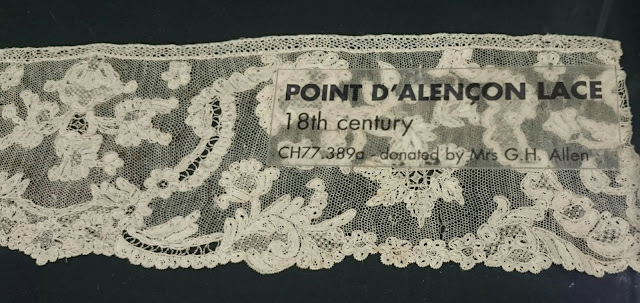 POINT D'ALENÇON LACE
18th century
CH77.389a - donated by Mrs G.H. Allen